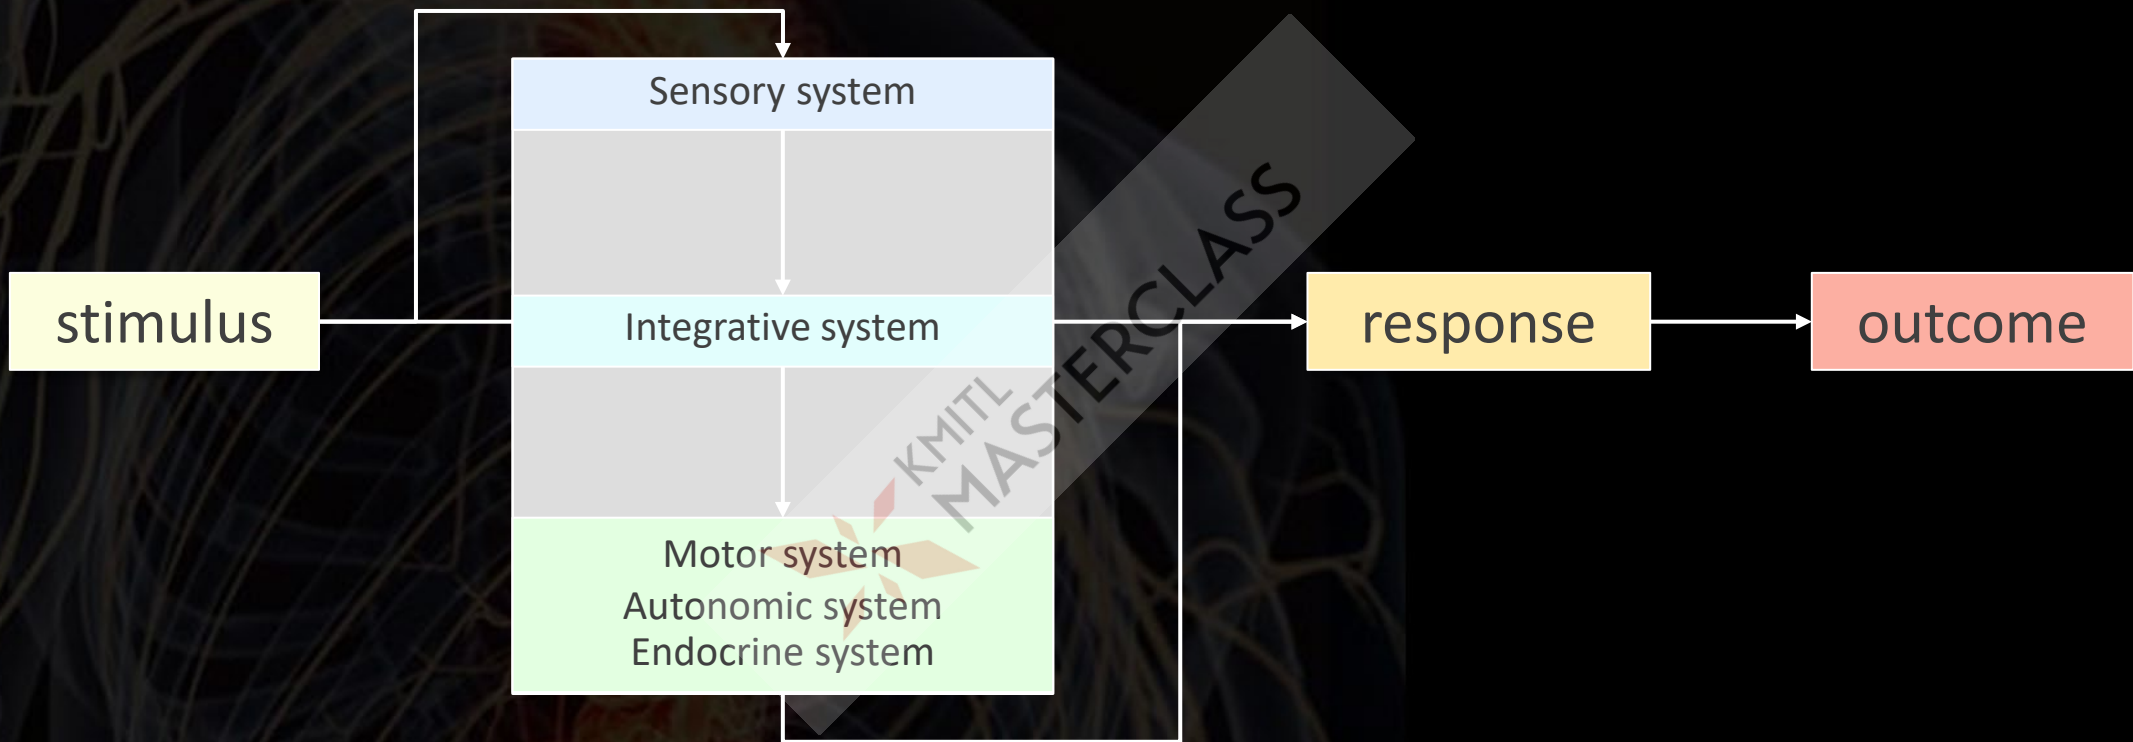 Sensory system
stimulus
Integrative system
response
outcome
Motor system
Autonomic system
Endocrine system
KMITL
MASTERCLASS